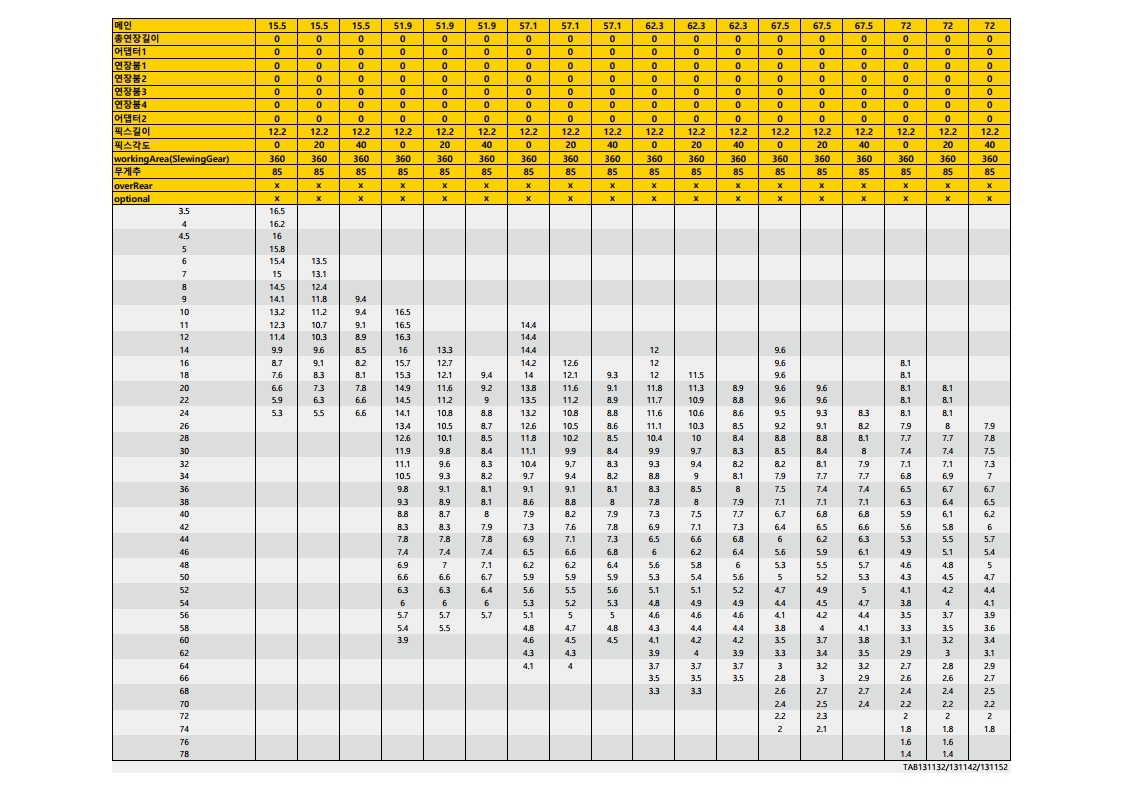 메인 15.5 15.5 15.5 51.9 51.9 51.9 57.1 57.1 57.1 62.3 62.3 62.3 67.5 67.5 67.5 72 72 72
총연장길이 0 0 0 0 0 0 0 0 0 0 0 0 0 0 0 0 0 0
어댑터1 0 0 0 0 0 0 0 0 0 0 0 0 0 0 0 0 0 0
연장붐1 0 0 0 0 0 0 0 0 0 0 0 0 0 0 0 0 0 0
연장붐2 0 0 0 0 0 0 0 0 0 0 0 0 0 0 0 0 0 0
연장붐3 0 0 0 0 0 0 0 0 0 0 0 0 0 0 0 0 0 0
연장붐4 0 0 0 0 0 0 0 0 0 0 0 0 0 0 0 0 0 0
어댑터2 0 0 0 0 0 0 0 0 0 0 0 0 0 0 0 0 0 0
픽스길이 12.2 12.2 12.2 12.2 12.2 12.2 12.2 12.2 12.2 12.2 12.2 12.2 12.2 12.2 12.2 12.2 12.2 12.2
픽스각도 0 20 40 0 20 40 0 20 40 0 20 40 0 20 40 0 20 40
workingArea(SlewingGear) 360 360 360 360 360 360 360 360 360 360 360 360 360 360 360 360 360 360
무게추 85 85 85 85 85 85 85 85 85 85 85 85 85 85 85 85 85 85
overRear x x x x x x x x x x x x x x x x x x
optional x x x x x x x x x x x x x x x x x x
3.5 16.5
4 16.2
4.5 16
5 15.8
6 15.4 13.5
7 15 13.1
8 14.5 12.4
9 14.1 11.8 9.4
10 13.2 11.2 9.4 16.5
11 12.3 10.7 9.1 16.5 14.4
12 11.4 10.3 8.9 16.3 14.4
14 9.9 9.6 8.5 16 13.3 14.4 12 9.6
16 8.7 9.1 8.2 15.7 12.7 14.2 12.6 12 9.6 8.1
18 7.6 8.3 8.1 15.3 12.1 9.4 14 12.1 9.3 12 11.5 9.6 8.1
20 6.6 7.3 7.8 14.9 11.6 9.2 13.8 11.6 9.1 11.8 11.3 8.9 9.6 9.6 8.1 8.1
22 5.9 6.3 6.6 14.5 11.2 9 13.5 11.2 8.9 11.7 10.9 8.8 9.6 9.6 8.1 8.1
24 5.3 5.5 6.6 14.1 10.8 8.8 13.2 10.8 8.8 11.6 10.6 8.6 9.5 9.3 8.3 8.1 8.1
26 13.4 10.5 8.7 12.6 10.5 8.6 11.1 10.3 8.5 9.2 9.1 8.2 7.9 8 7.9
28 12.6 10.1 8.5 11.8 10.2 8.5 10.4 10 8.4 8.8 8.8 8.1 7.7 7.7 7.8
30 11.9 9.8 8.4 11.1 9.9 8.4 9.9 9.7 8.3 8.5 8.4 8 7.4 7.4 7.5
32 11.1 9.6 8.3 10.4 9.7 8.3 9.3 9.4 8.2 8.2 8.1 7.9 7.1 7.1 7.3
34 10.5 9.3 8.2 9.7 9.4 8.2 8.8 9 8.1 7.9 7.7 7.7 6.8 6.9 7
36 9.8 9.1 8.1 9.1 9.1 8.1 8.3 8.5 8 7.5 7.4 7.4 6.5 6.7 6.7
38 9.3 8.9 8.1 8.6 8.8 8 7.8 8 7.9 7.1 7.1 7.1 6.3 6.4 6.5
40 8.8 8.7 8 7.9 8.2 7.9 7.3 7.5 7.7 6.7 6.8 6.8 5.9 6.1 6.2
42 8.3 8.3 7.9 7.3 7.6 7.8 6.9 7.1 7.3 6.4 6.5 6.6 5.6 5.8 6
44 7.8 7.8 7.8 6.9 7.1 7.3 6.5 6.6 6.8 6 6.2 6.3 5.3 5.5 5.7
46 7.4 7.4 7.4 6.5 6.6 6.8 6 6.2 6.4 5.6 5.9 6.1 4.9 5.1 5.4
48 6.9 7 7.1 6.2 6.2 6.4 5.6 5.8 6 5.3 5.5 5.7 4.6 4.8 5
50 6.6 6.6 6.7 5.9 5.9 5.9 5.3 5.4 5.6 5 5.2 5.3 4.3 4.5 4.7
52 6.3 6.3 6.4 5.6 5.5 5.6 5.1 5.1 5.2 4.7 4.9 5 4.1 4.2 4.4
54 6 6 6 5.3 5.2 5.3 4.8 4.9 4.9 4.4 4.5 4.7 3.8 4 4.1
56 5.7 5.7 5.7 5.1 5 5 4.6 4.6 4.6 4.1 4.2 4.4 3.5 3.7 3.9
58 5.4 5.5 4.8 4.7 4.8 4.3 4.4 4.4 3.8 4 4.1 3.3 3.5 3.6
60 3.9 4.6 4.5 4.5 4.1 4.2 4.2 3.5 3.7 3.8 3.1 3.2 3.4
62 4.3 4.3 3.9 4 3.9 3.3 3.4 3.5 2.9 3 3.1
64 4.1 4 3.7 3.7 3.7 3 3.2 3.2 2.7 2.8 2.9
66 3.5 3.5 3.5 2.8 3 2.9 2.6 2.6 2.7
68 3.3 3.3 2.6 2.7 2.7 2.4 2.4 2.5
70 2.4 2.5 2.4 2.2 2.2 2.2
72 2.2 2.3 2 2 2
74 2 2.1 1.8 1.8 1.8
76 1.6 1.6
78 1.4 1.4
TAB131132/131142/131152